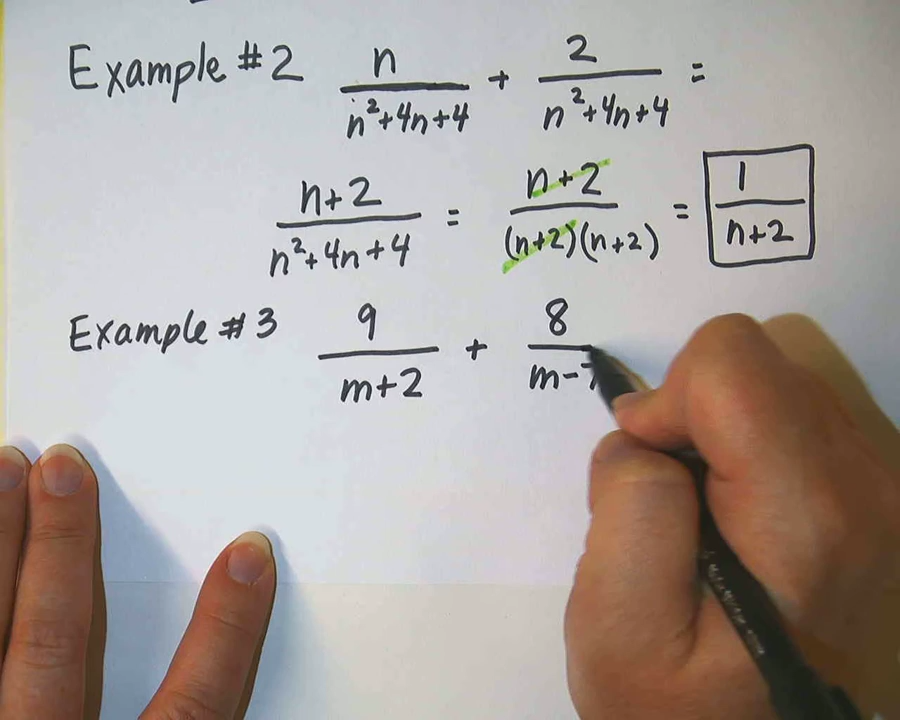 Example #2 n/(n²+4n+4) + 2/(n²+4n+4) =
(n+2)/(n²+4n+4) = (n+2)/((n+2)(n+2)) = 1/(n+2)
Example #3 9/(m+2) + 8/(m-7)